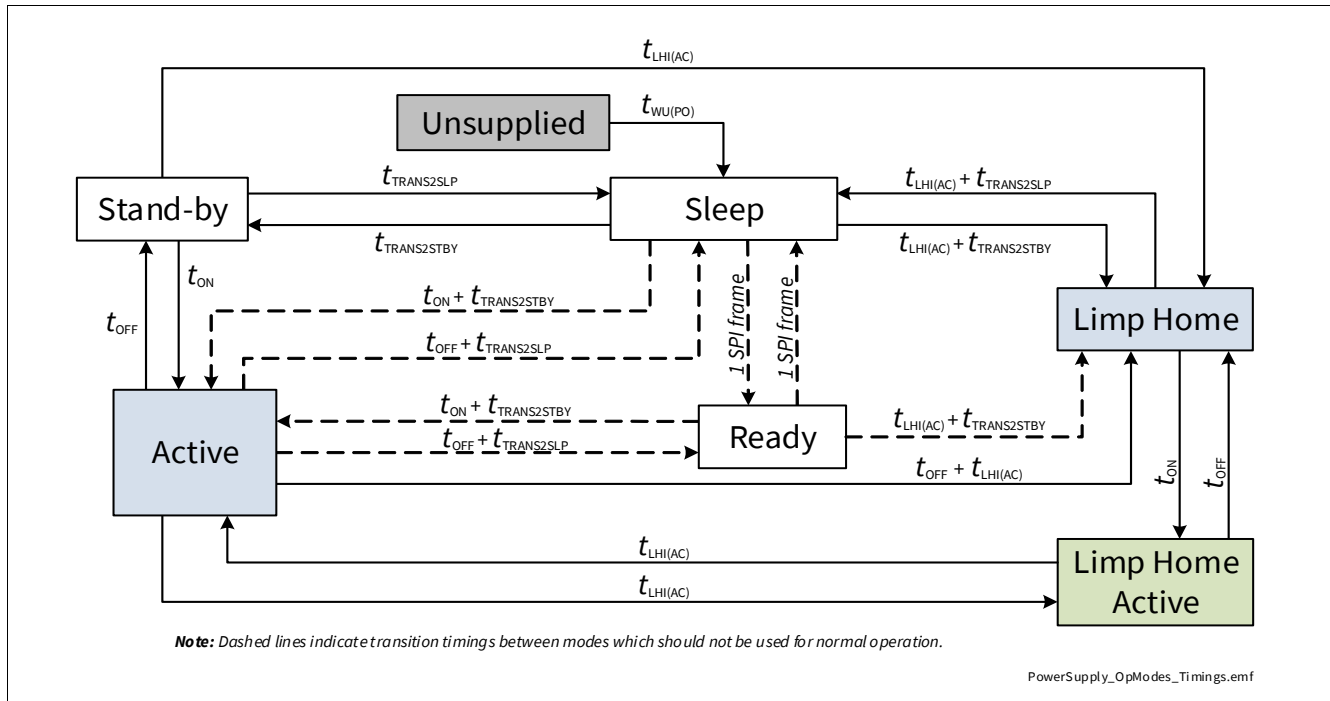 tLHI(AC)
Unsupplied
tWU(PO)
Stand-by
tTRANS2SLP
Sleep
tLHI(AC) + tTRANS2SLP
tTRANS2STBY
tLHI(AC) + tTRANS2STBY
tOFF
tON
tON + tTRANS2STBY
tOFF + tTRANS2SLP
1 SPI frame
1 SPI frame
Limp Home
Active
tON + tTRANS2STBY
tOFF + tTRANS2SLP
Ready
tLHI(AC) + tTRANS2STBY
tOFF + tLHI(AC)
tON
tOFF
tLHI(AC)
tLHI(AC)
Limp Home
Active
Note: Dashed lines indicate transition timings between modes which should not be used for normal operation.
PowerSupply_OpModes_Timings.emf